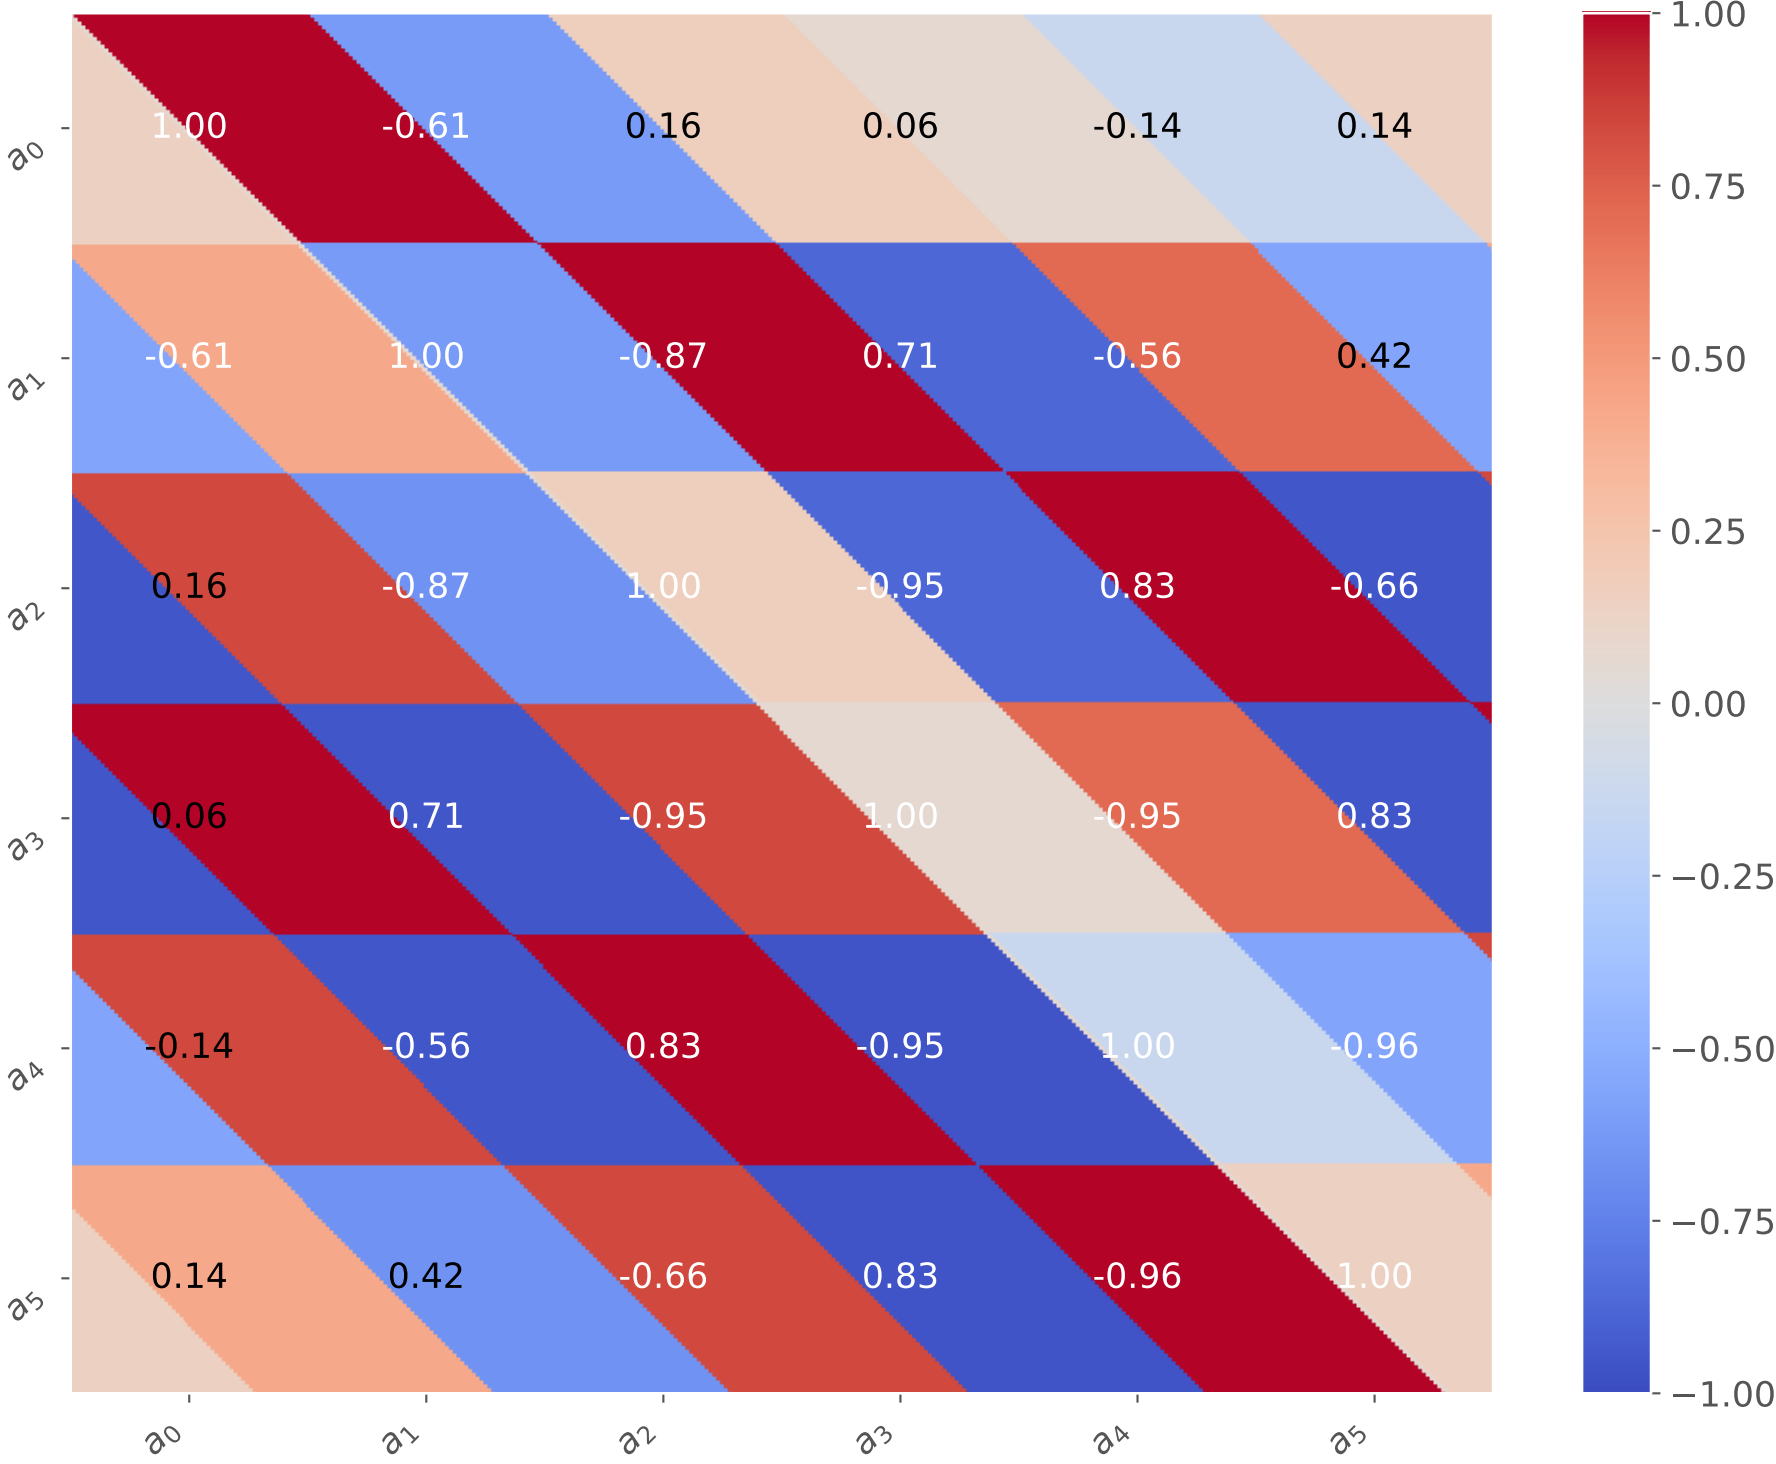 1.00
a0 1.00 -0.61 0.16 0.06 -0.14 0.14
0.75
a1 -0.61 1.00 -0.87 0.71 -0.56 0.42
0.50
0.25
a2 0.16 -0.87 1.00 -0.95 0.83 -0.66
0.00
a3 0.06 0.71 -0.95 1.00 -0.95 0.83
−0.25
a4 -0.14 -0.56 0.83 -0.95 1.00 -0.96
−0.50
−0.75
a5 0.14 0.42 -0.66 0.83 -0.96 1.00
−1.00
a0 a1 a2 a3 a4 a5